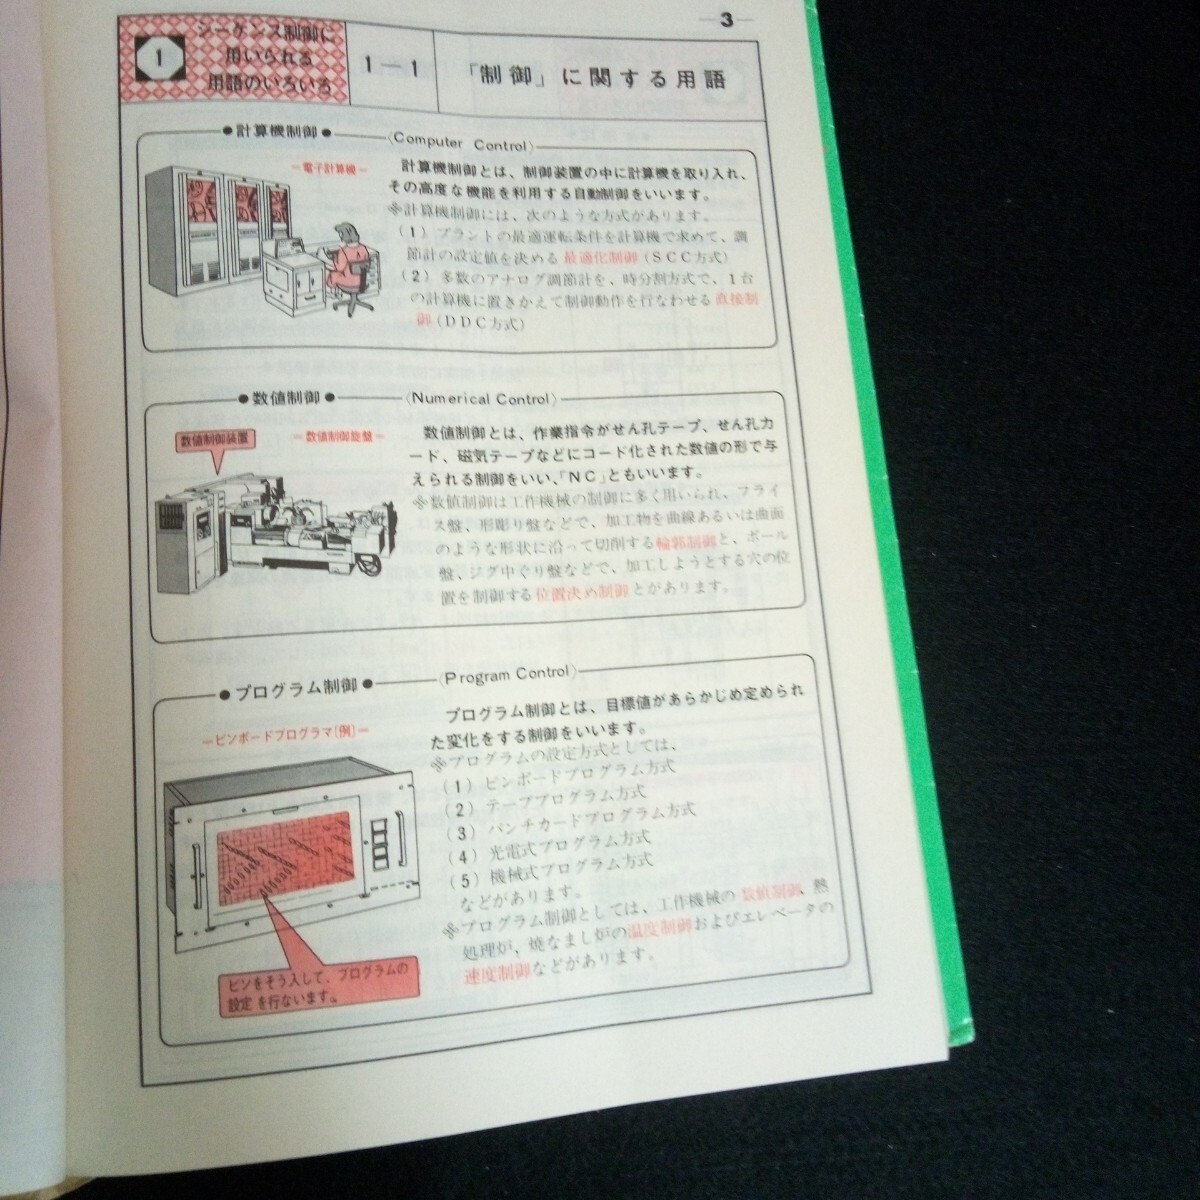 —3—
1
シーケンス制御に
用いられる
用語のいろいろ
1—1
「制御」に関する用語
●計算機制御●
〈Computer Control〉
—電子計算機—
計算機制御とは、制御装置の中に計算機を取り入れ、
その高度な機能を利用する自動制御をいいます。
※計算機制御には、次のような方式があります。
(1) プラントの最適運転条件を計算機で求めて、調
節計の設定値を決める最適化制御(SCC方式)
(2) 多数のアナログ調節計を、時分割方式で、1台
の計算機に置きかえて制御動作を行なわせる直接制
御(DDC方式)
●数値制御●
〈Numerical Control〉
数値制御装置
—数値制御旋盤—
数値制御とは、作業指令がせん孔テープ、せん孔カ
ード、磁気テープなどにコード化された数値の形で与
えられる制御をいい、「NC」ともいいます。
※数値制御は工作機械の制御に多く用いられ、フライ
ス盤、形彫り盤などで、加工物を曲線あるいは曲面
のような形状に沿って切削する輪郭制御と、ボール
盤、ジグ中ぐり盤などで、加工しようとする穴の位
置を制御する位置決め制御とがあります。
●プログラム制御●
〈Program Control〉
—ピンボードプログラマ〔例〕—
プログラム制御とは、目標値があらかじめ定められ
た変化をする制御をいいます。
※プログラムの設定方式としては、
(1) ピンボードプログラム方式
(2) テーププログラム方式
(3) パンチカードプログラム方式
(4) 光電式プログラム方式
(5) 機械式プログラム方式
などがあります。
※プログラム制御としては、工作機械の数値制御、熱
処理炉、焼なまし炉の温度制御およびエレベータの
速度制御などがあります。
ピンをそう入して、プログラムの
設定を行ないます。